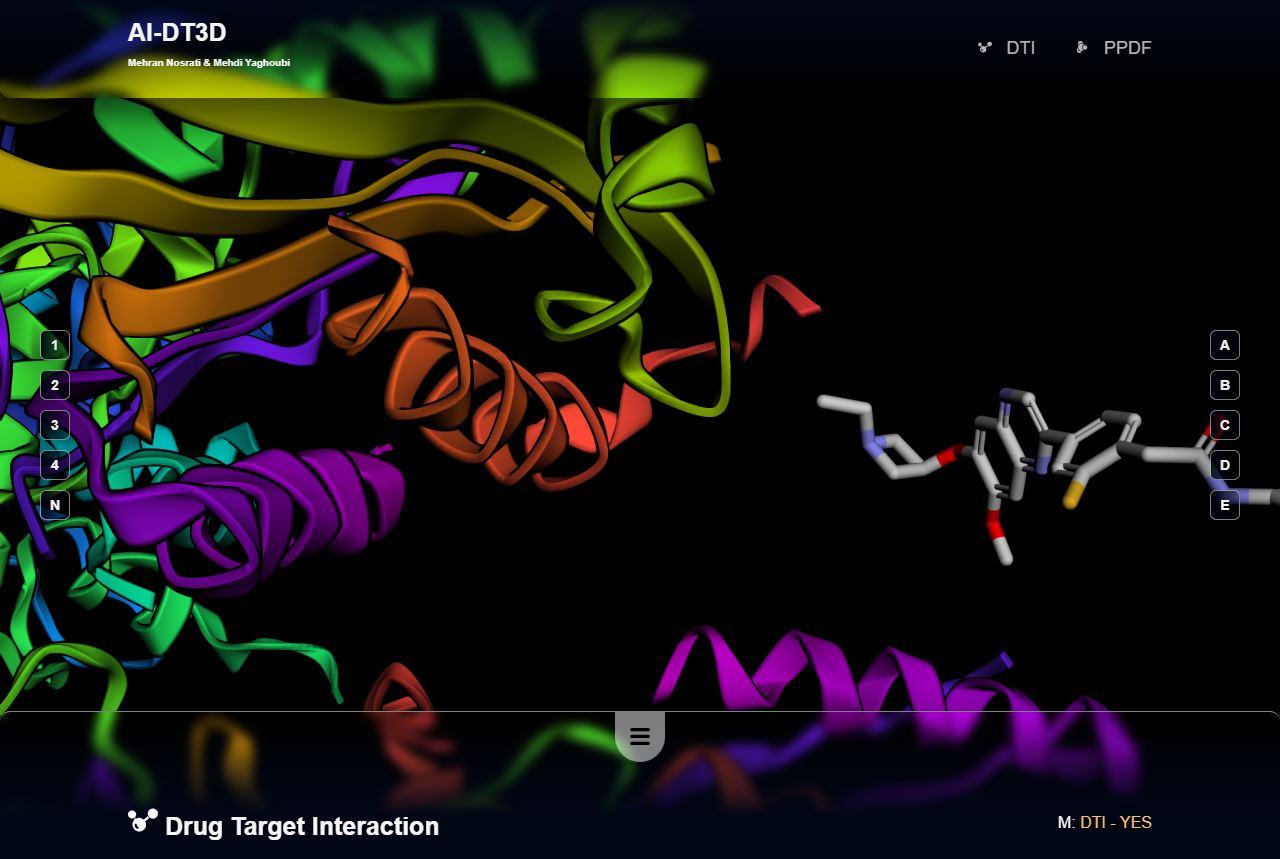 AI-DT3D
Mehran Nosrati & Mehdi Yaghoubi
DTI
PPDF
1
2
3
4
N
A
B
C
D
E
Drug Target Interaction
M: DTI - YES